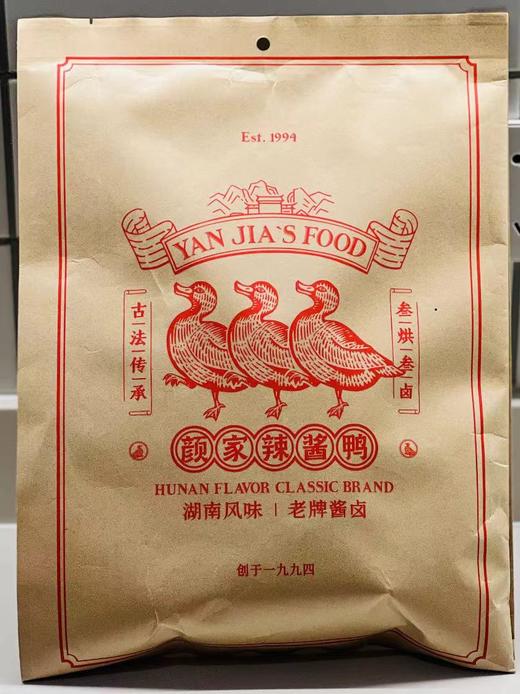 Est. 1994
YAN JIA`S FOOD
古法传承
叁烘叁卤
颜家辣酱鸭
HUNAN FLAVOR CLASSIC BRAND
湖南风味 | 老牌酱卤
创于一九九四